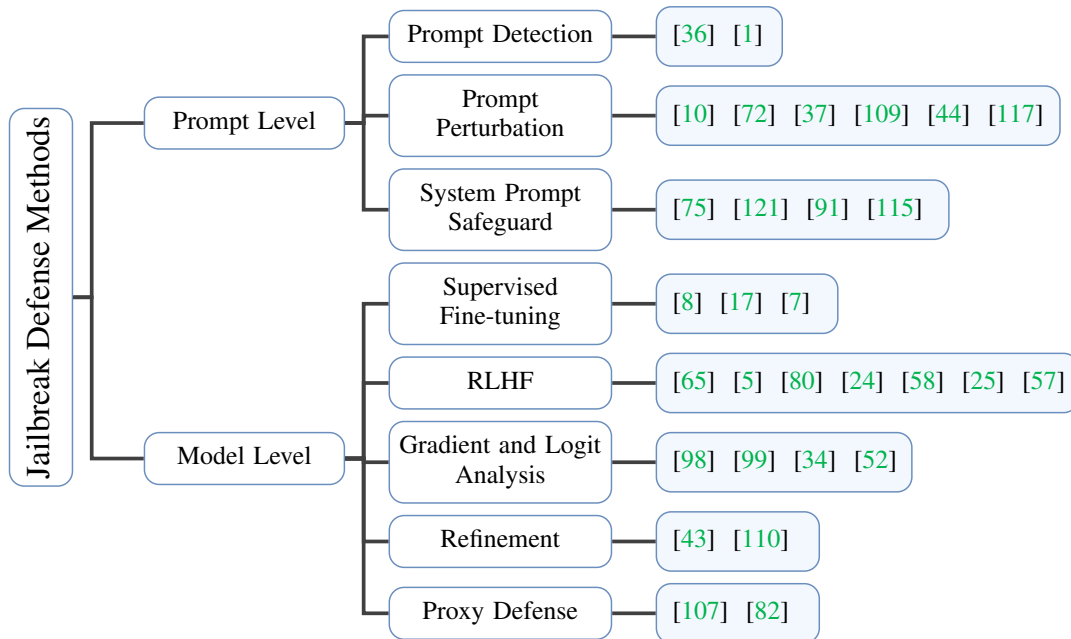 Jailbreak Defense Methods
Prompt Level
Prompt Detection
[36] [1]
Prompt
Perturbation
[10] [72] [37] [109] [44] [117]
System Prompt
Safeguard
[75] [121] [91] [115]
Model Level
Supervised
Fine-tuning
[8] [17] [7]
RLHF
[65] [5] [80] [24] [58] [25] [57]
Gradient and Logit
Analysis
[98] [99] [34] [52]
Refinement
[43] [110]
Proxy Defense
[107] [82]